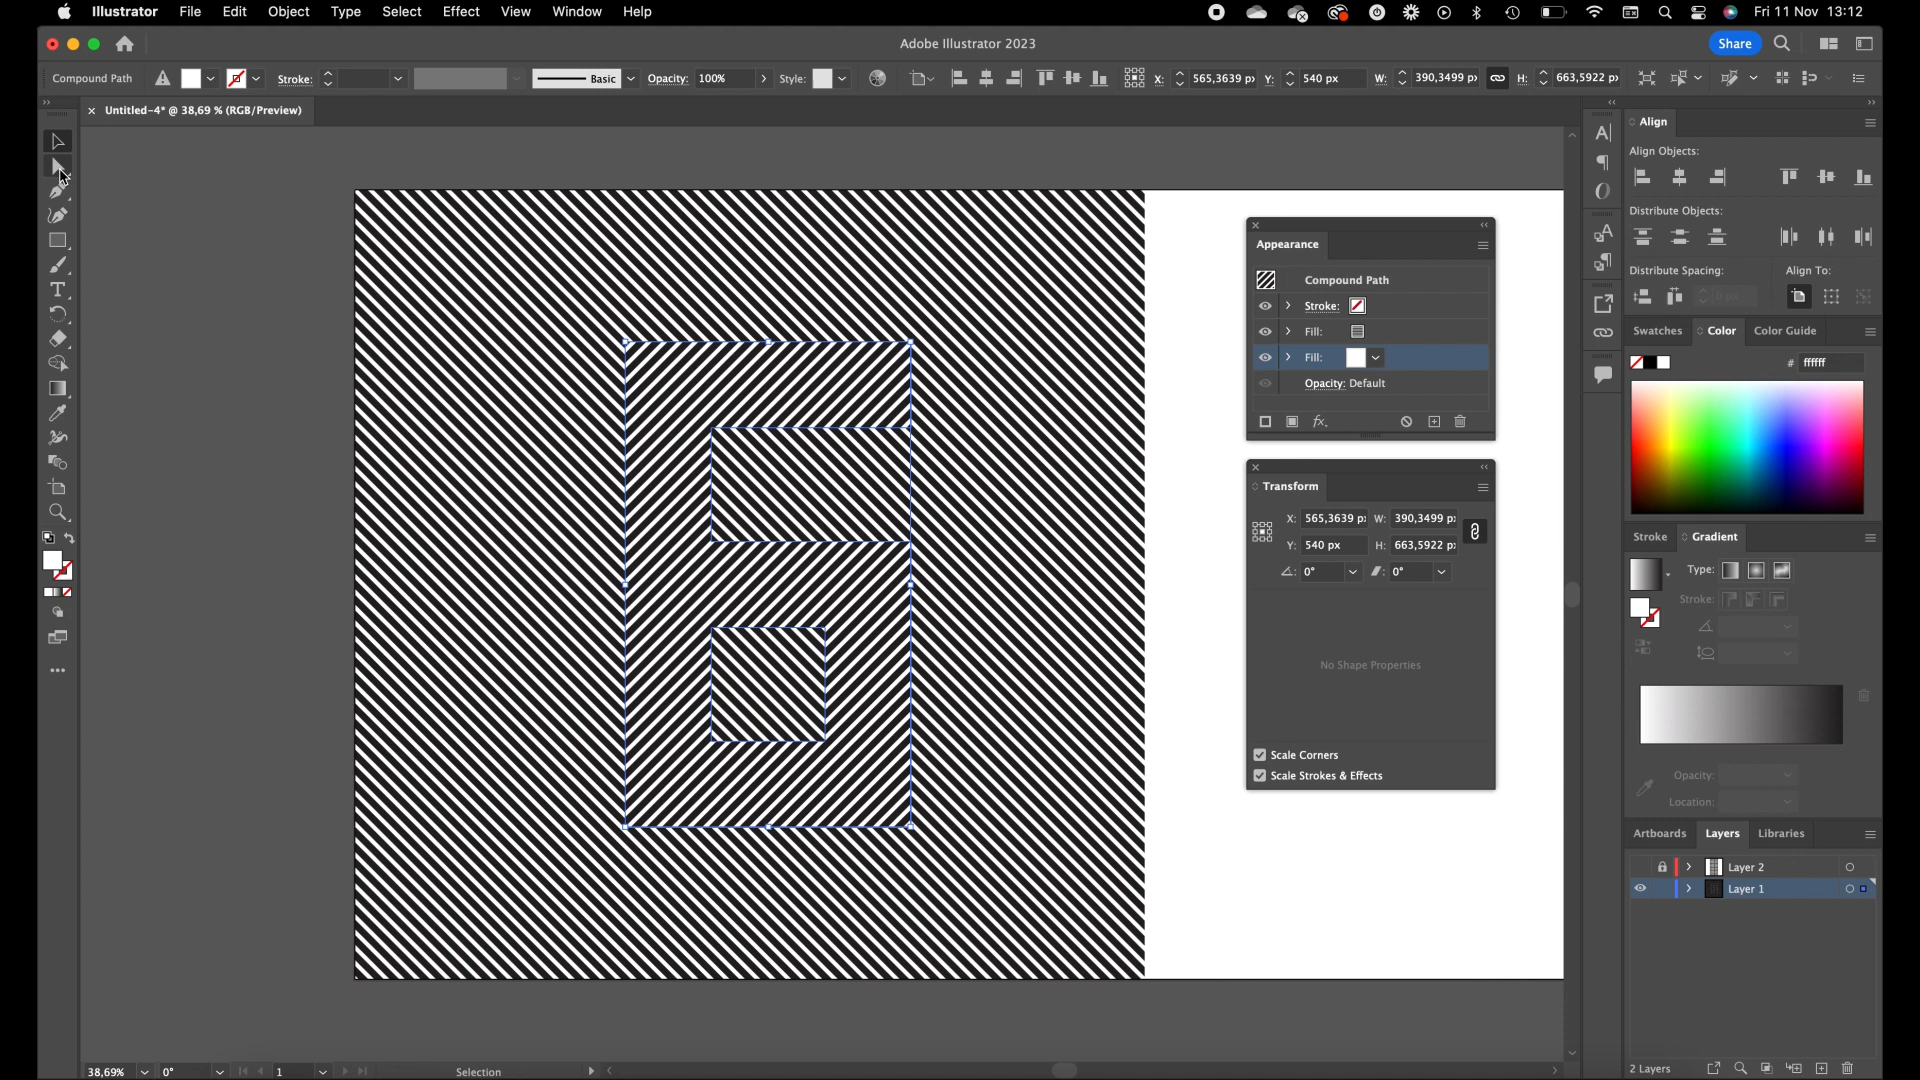 Illustrator File Edit Object Type Select Effect View Window Help Fri 11 Nov 13:12
Adobe Illustrator 2023 Share
Compound Path Stroke: Basic Opacity: 100% Style: X: 565,3639 p Y: 540 px W: 390,3499 p H: 663,5922 p
Untitled-4* @ 38,69 % (RGB/Preview)
Align
Align Objects:
Distribute Objects:
Distribute Spacing: Align To:
0 px
Appearance
Compound Path
Stroke:
Fill:
Fill:
Opacity: Default
fx
Transform
X: 565,3639 p W: 390,3499 p
Y: 540 px H: 663,5922 p
0° 0°
No Shape Properties
Scale Corners
Scale Strokes & Effects
Swatches Color Color Guide
# ffffff
Stroke Gradient
Type:
Stroke:
Opacity:
Location:
Artboards Layers Libraries
Layer 2
Layer 1
2 Layers
38,69% 0° 1 Selection